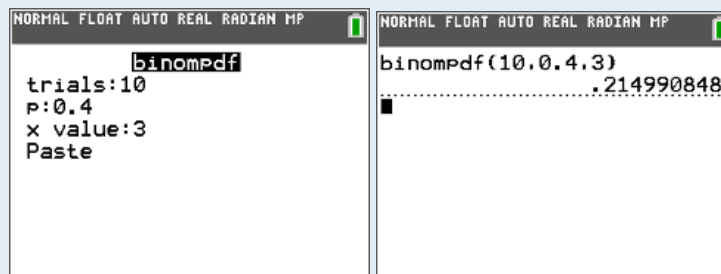 NORMAL FLOAT AUTO REAL RADIAN MP
binompdf
trials:10
p:0.4
x value:3
Paste
NORMAL FLOAT AUTO REAL RADIAN MP
binompdf(10,0.4,3)
.214990848